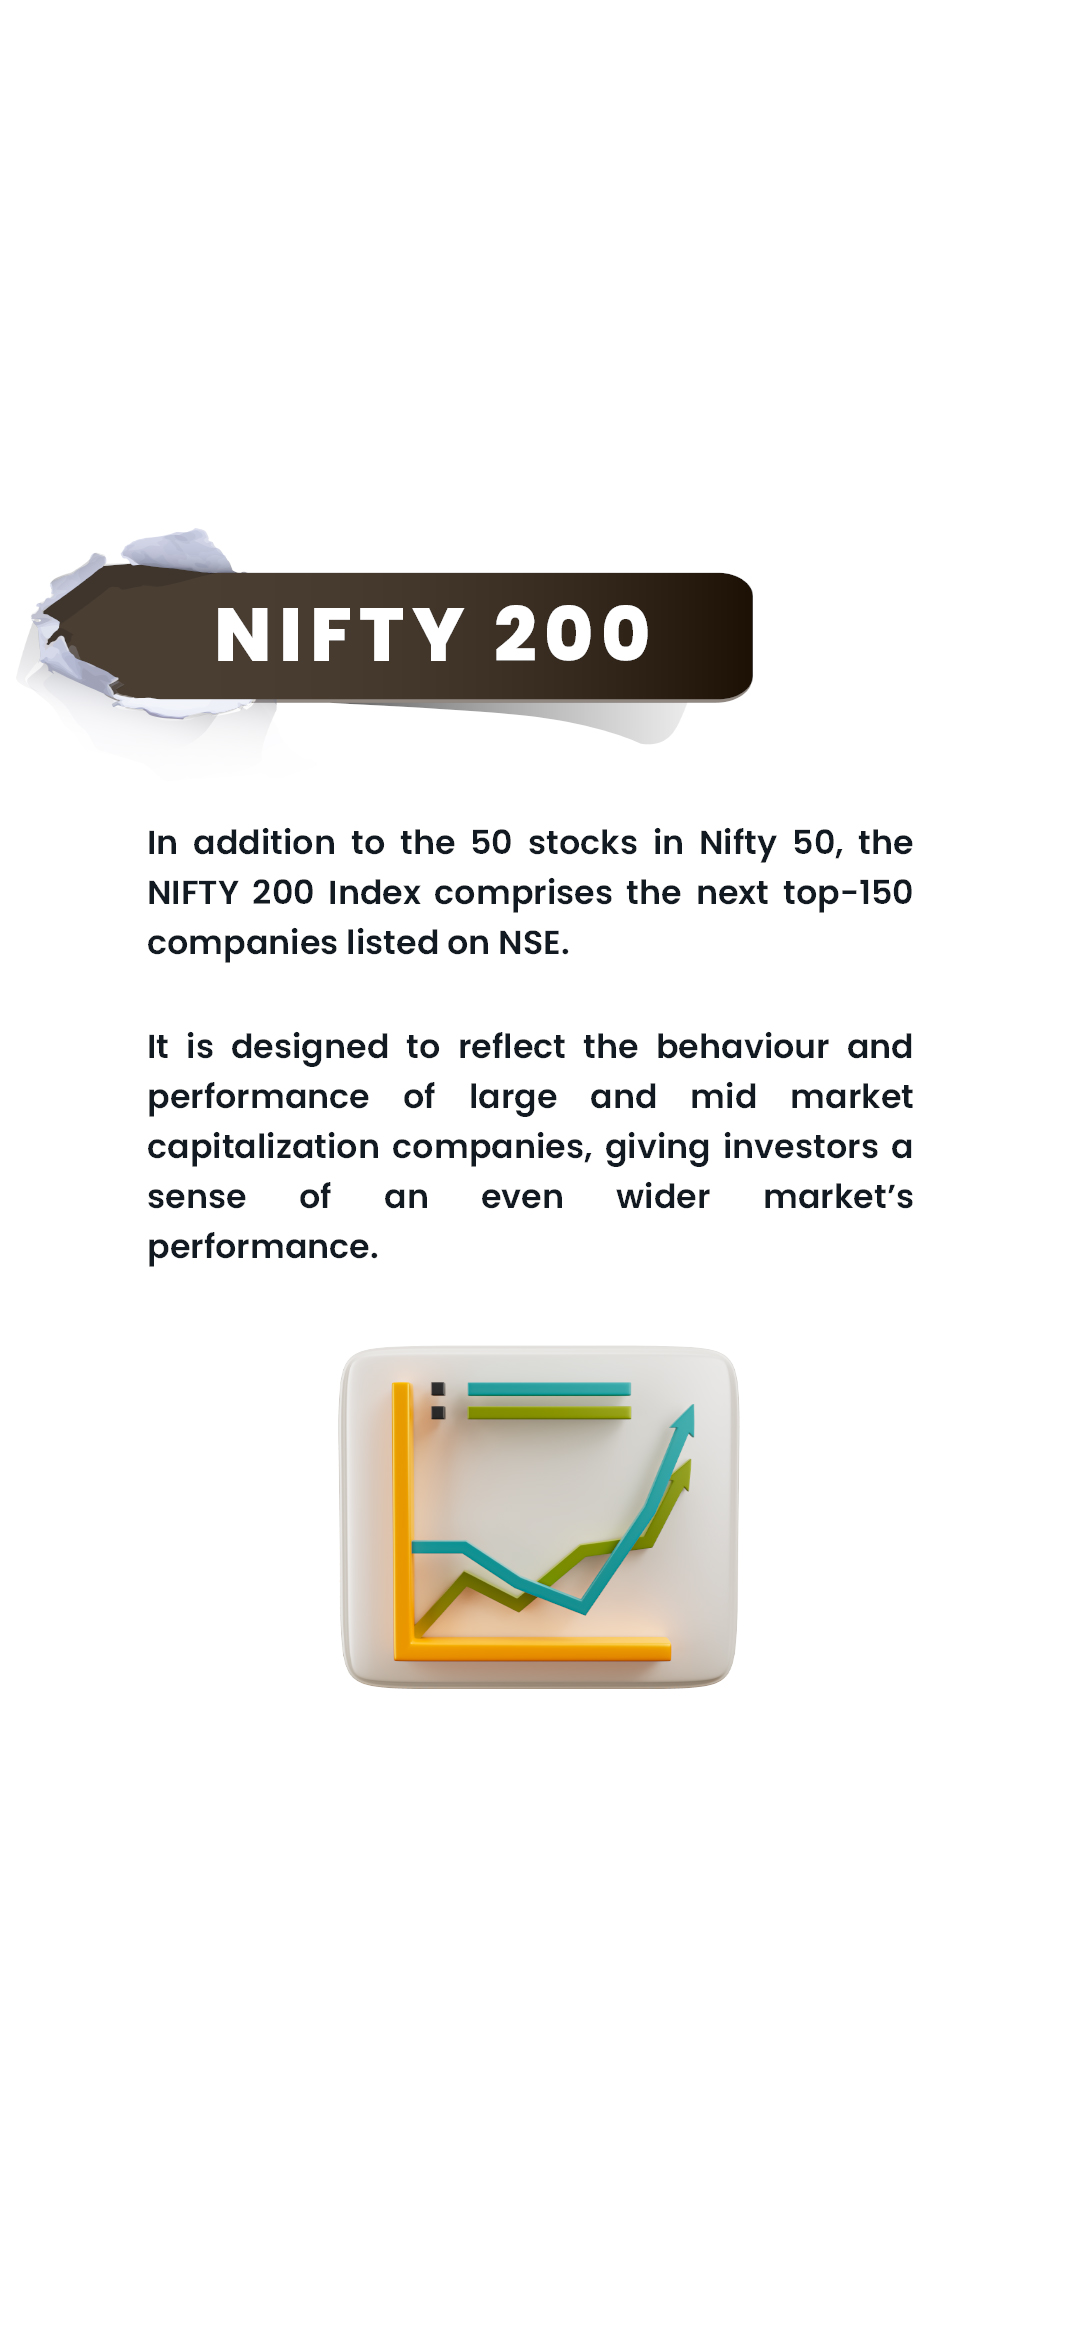 NIFTY 200
In addition to the 50 stocks in Nifty 50, the
NIFTY 200 Index comprises the next top-150
companies listed on NSE.
It is designed to reflect the behaviour and
performance of large and mid market
capitalization companies, giving investors a
sense of an even wider market’s
performance.